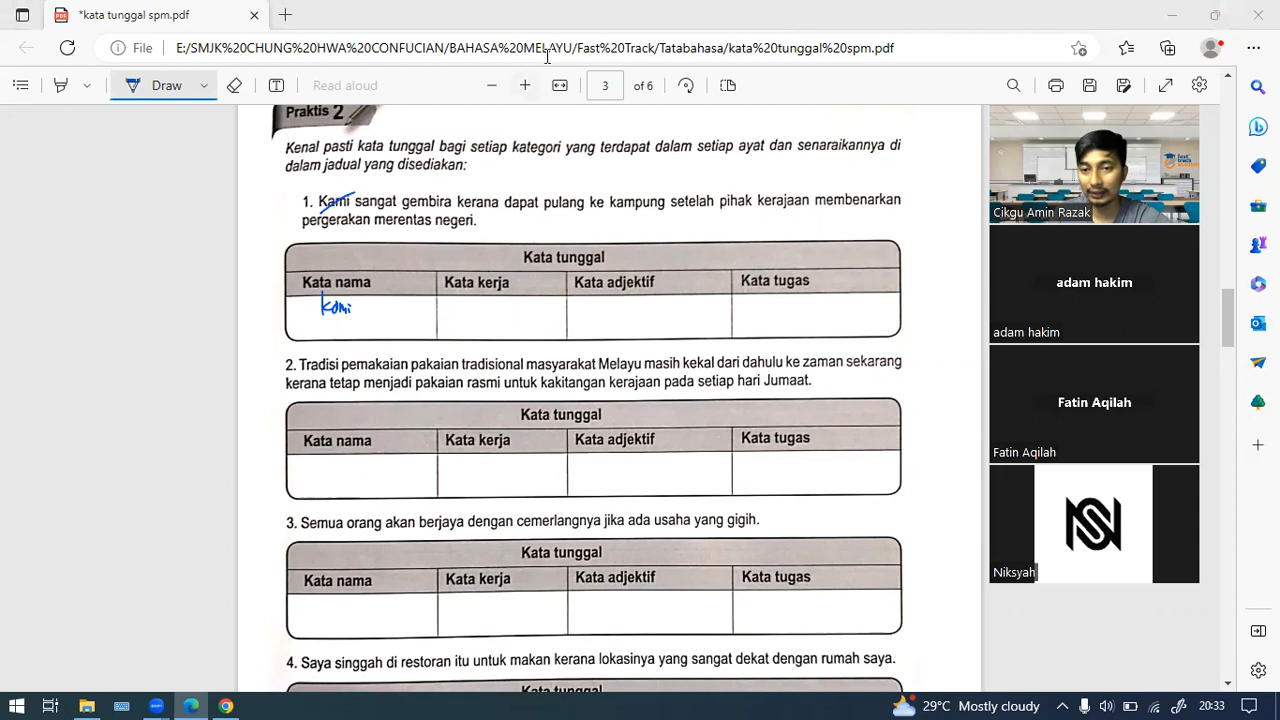 *kata tunggal spm.pdf
File E:/SMJK%20CHUNG%20HWA%20CONFUCIAN/BAHASA%20MELAYU/Fast%20Track/Tatabahasa/kata%20tunggal%20spm.pdf
Draw Read aloud 3 of 6
Praktis 2
Kenal pasti kata tunggal bagi setiap kategori yang terdapat dalam setiap ayat dan senaraikannya di
dalam jadual yang disediakan:
1. Kami sangat gembira kerana dapat pulang ke kampung setelah pihak kerajaan membenarkan
pergerakan merentas negeri.
Kata tunggal
Kata nama Kata kerja Kata adjektif Kata tugas
kami
2. Tradisi pemakaian pakaian tradisional masyarakat Melayu masih kekal dari dahulu ke zaman sekarang
kerana tetap menjadi pakaian rasmi untuk kakitangan kerajaan pada setiap hari Jumaat.
Kata tunggal
Kata nama Kata kerja Kata adjektif Kata tugas
3. Semua orang akan berjaya dengan cemerlangnya jika ada usaha yang gigih.
Kata tunggal
Kata nama Kata kerja Kata adjektif Kata tugas
4. Saya singgah di restoran itu untuk makan kerana lokasinya yang sangat dekat dengan rumah saya.
Kata tunggal
Cikgu Amin Razak
adam hakim
adam hakim
Fatin Aqilah
Fatin Aqilah
Niksyah
29°C Mostly cloudy 20:33